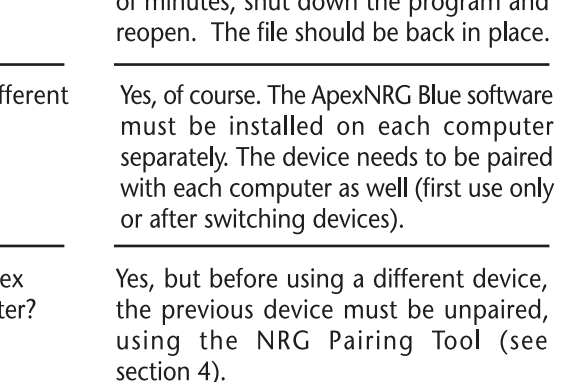 of minutes, shut down the program and
reopen. The file should be back in place.
fferent
Yes, of course. The ApexNRG Blue software
must be installed on each computer
separately. The device needs to be paired
with each computer as well (first use only
or after switching devices).
ex
ter?
Yes, but before using a different device,
the previous device must be unpaired,
using the NRG Pairing Tool (see
section 4).